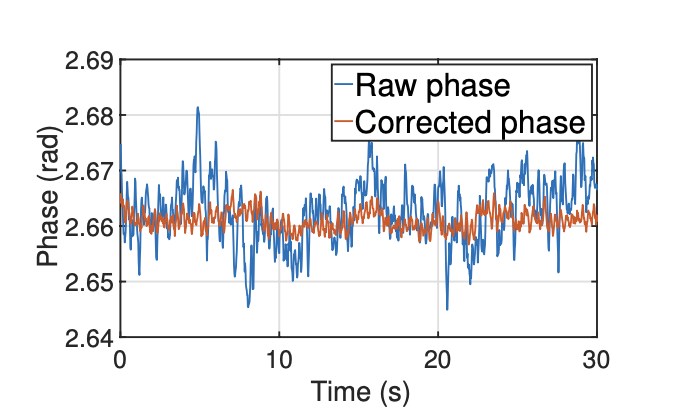 2.69
2.68
2.67
2.66
2.65
2.64
Phase (rad)
Raw phase
Corrected phase
0 10 20 30
Time (s)